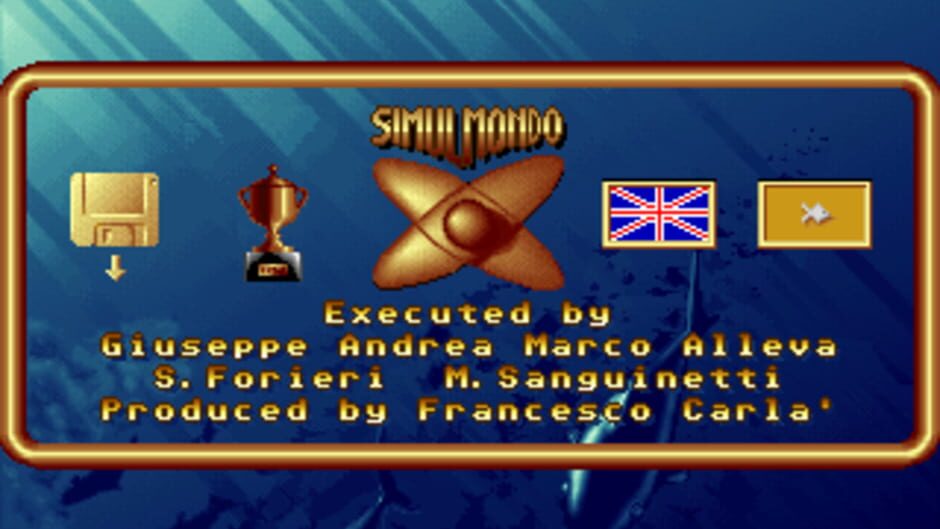 SIMULMONDO
Executed by
Giuseppe Andrea Marco Alleva
S. Forieri M. Sanguinetti
Produced by Francesco Carla'